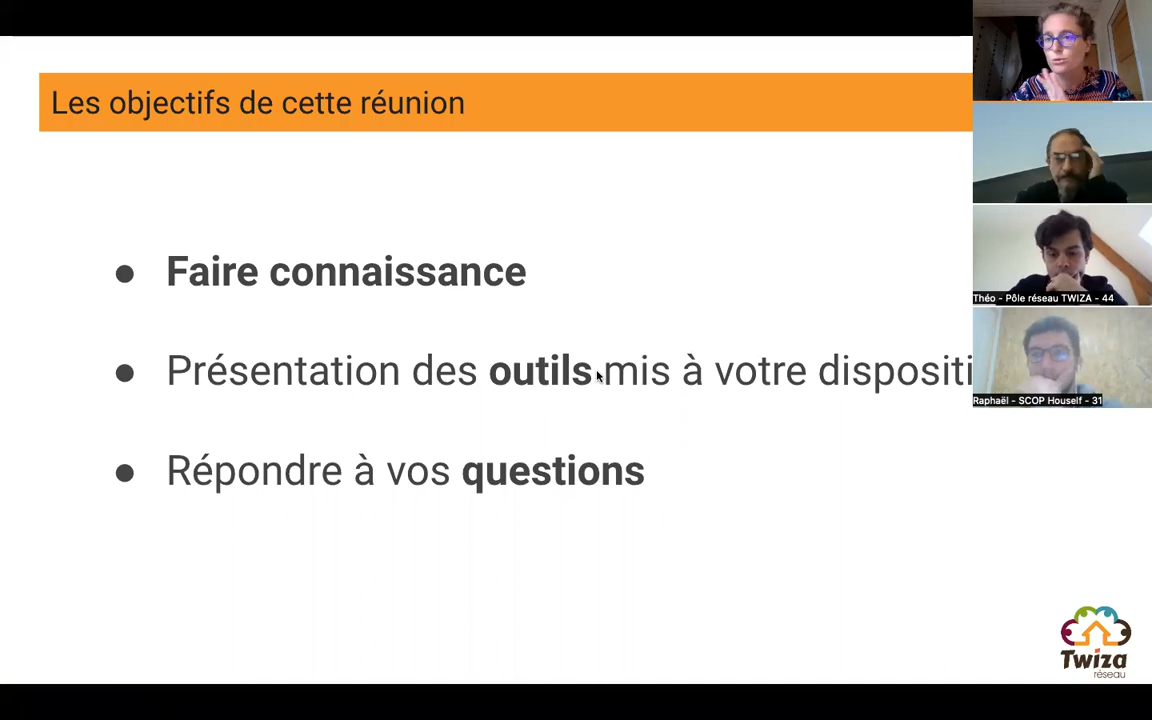 Les objectifs de cette réunion
● Faire connaissance
● Présentation des outils mis à votre dispositi
● Répondre à vos questions
Théo - Pôle réseau TWIZA - 44
Raphaël - SCOP Houself - 31
Twiza
réseau